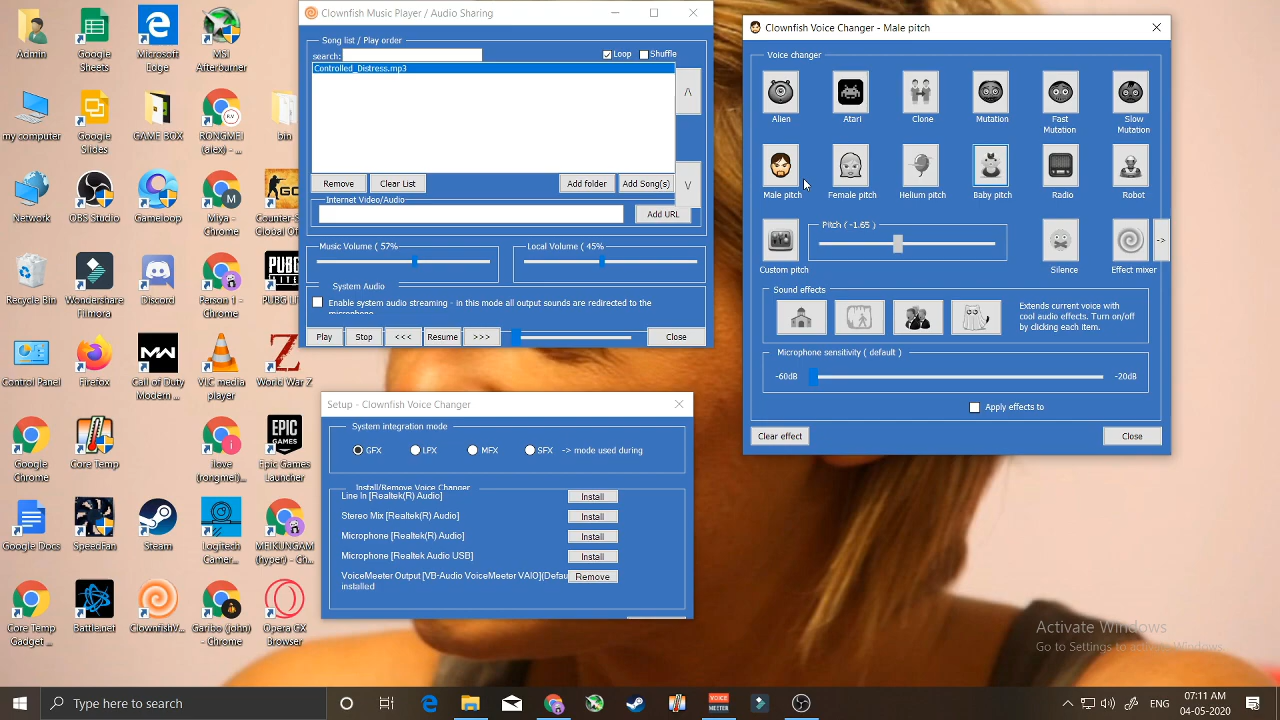 Admin
Google Sheets
Microsoft Edge
MSI Afterburner
my computer
Google Slides
GAME BOX
RONGMEI (alex) - ...
bin
Network
OBS Studio
Gameloop
Miya - Chrome
Counter-S
Global Of
Recycle Bin
Wondershare Filmora
Discord
Person 1 - Chrome
PUBG LI
Control Panel
Firefox
Call of Duty Modern ...
VLC media player
World War Z
Google Chrome
Core Temp
ilove (rongmei) - ...
Epic Games Launcher
Google Docs
SpeedFan
Steam
Logitech Gamer...
MEIKUNGAM (hyper) - Ch...
Core Temp Gadget ...
Battle.net
ClownfishV...
Garibo (john) - Chrome
Opera GX Browser
Clownfish Music Player / Audio Sharing
Song list / Play order
search:
Loop
Shuffle
Controlled_Distress.mp3
/\
\/
Remove
Clear List
Add folder
Add Song(s)
Internet Video/Audio
Add URL
Music Volume ( 57%
Local Volume ( 45%
System Audio
Enable system audio streaming - in this mode all output sounds are redirected to the
microphone
Play
Stop
<<<
Resume
>>>
Close
Setup - Clownfish Voice Changer
System integration mode
GFX
LPX
MFX
SFX
-> mode used during
Install/Remove Voice Changer
Line In [Realtek(R) Audio]
Install
Stereo Mix [Realtek(R) Audio]
Install
Microphone [Realtek(R) Audio]
Install
Microphone [Realtek Audio USB]
Install
VoiceMeeter Output [VB-Audio VoiceMeeter VAIO](Defau
Remove
installed
Clownfish Voice Changer - Male pitch
Voice changer
Alien
Atari
Clone
Mutation
Fast Mutation
Slow Mutation
Male pitch
Female pitch
Helium pitch
Baby pitch
Radio
Robot
Custom pitch
Pitch ( -1.65 )
Silence
Effect mixer
->
Sound effects
Extends current voice with
cool audio effects. Turn on/off
by clicking each item.
Microphone sensitivity ( default )
-60dB
-20dB
Apply effects to
Clear effect
Close
Activate Windows
Go to Settings to activate Windows.
Type here to search
VOICE
MEETER
07:11 AM
04-05-2020